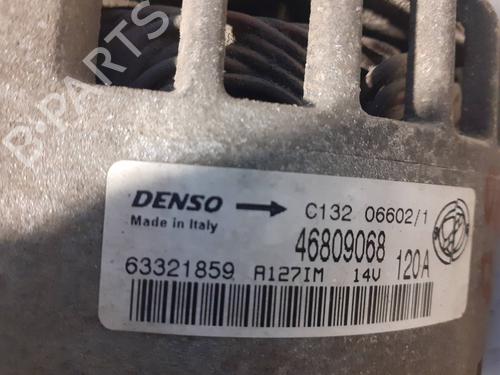 B-PARTS
DENSO → C132 06602/1
Made in Italy 46809068
63321859 A127IM 14V 120A